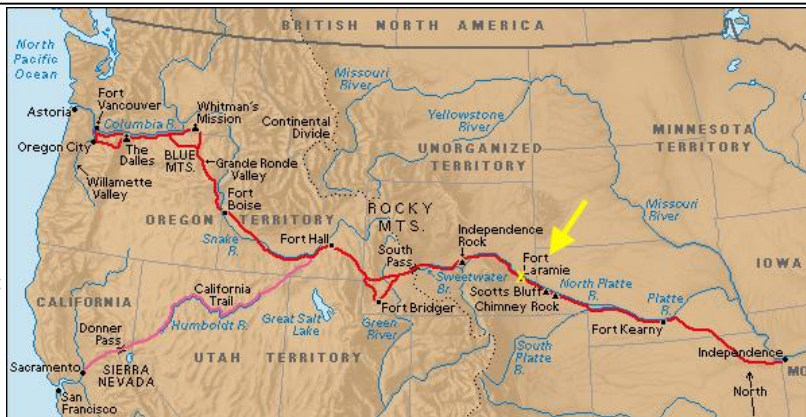 BRITISH NORTH AMERICA
North
Pacific
Ocean
Missouri
River
Fort
Vancouver
Whitman's
Mission
Astoria
Columbia R.
Continental
Divide
Yellowstone
River
MINNESOTA
TERRITORY
Oregon City
The
Dalles
BLUE
MTS.
Grande Ronde
Valley
UNORGANIZED
TERRITORY
Willamette
Valley
Fort
Boise
Missouri
River
OREGON TERRITORY
ROCKY
MTS.
Independence
Rock
Snake
R.
Fort Hall
South
Pass
Fort
Laramie
IOWA
Sweetwater
Br.
Scotts Bluff
North Platte
R.
CALIFORNIA
California
Trail
Chimney Rock
Platte
R.
Fort Bridger
Donner
Pass
Humboldt R.
Great Salt
Lake
Green
River
Fort Kearny
South
Platte
R.
Independence
Sacramento
SIERRA
NEVADA
UTAH TERRITORY
MO
North
San
Francisco